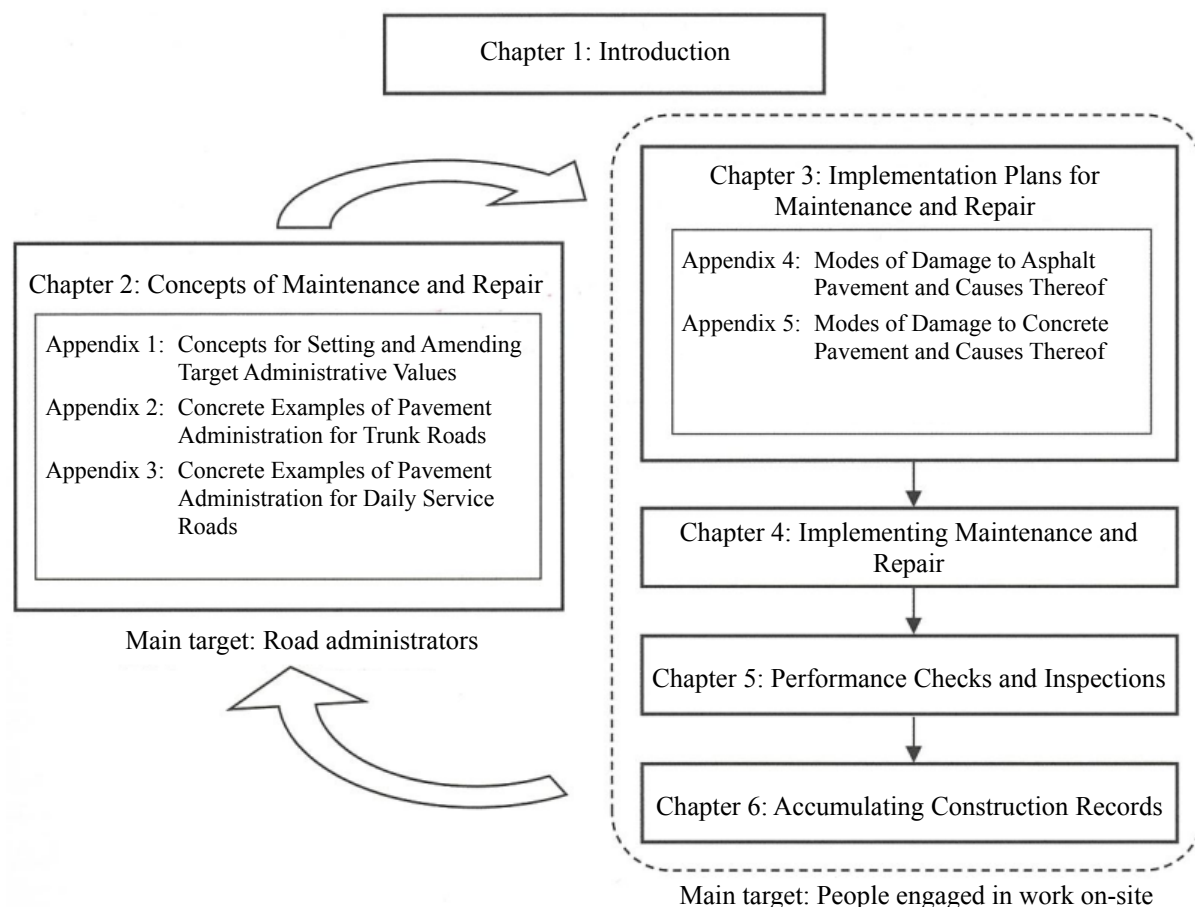 Chapter 1: Introduction
Chapter 2: Concepts of Maintenance and Repair
Appendix 1: Concepts for Setting and Amending
Target Administrative Values
Appendix 2: Concrete Examples of Pavement
Administration for Trunk Roads
Appendix 3: Concrete Examples of Pavement
Administration for Daily Service
Roads
Main target: Road administrators
Chapter 3: Implementation Plans for
Maintenance and Repair
Appendix 4: Modes of Damage to Asphalt
Pavement and Causes Thereof
Appendix 5: Modes of Damage to Concrete
Pavement and Causes Thereof
Chapter 4: Implementing Maintenance and
Repair
Chapter 5: Performance Checks and Inspections
Chapter 6: Accumulating Construction Records
Main target: People engaged in work on-site